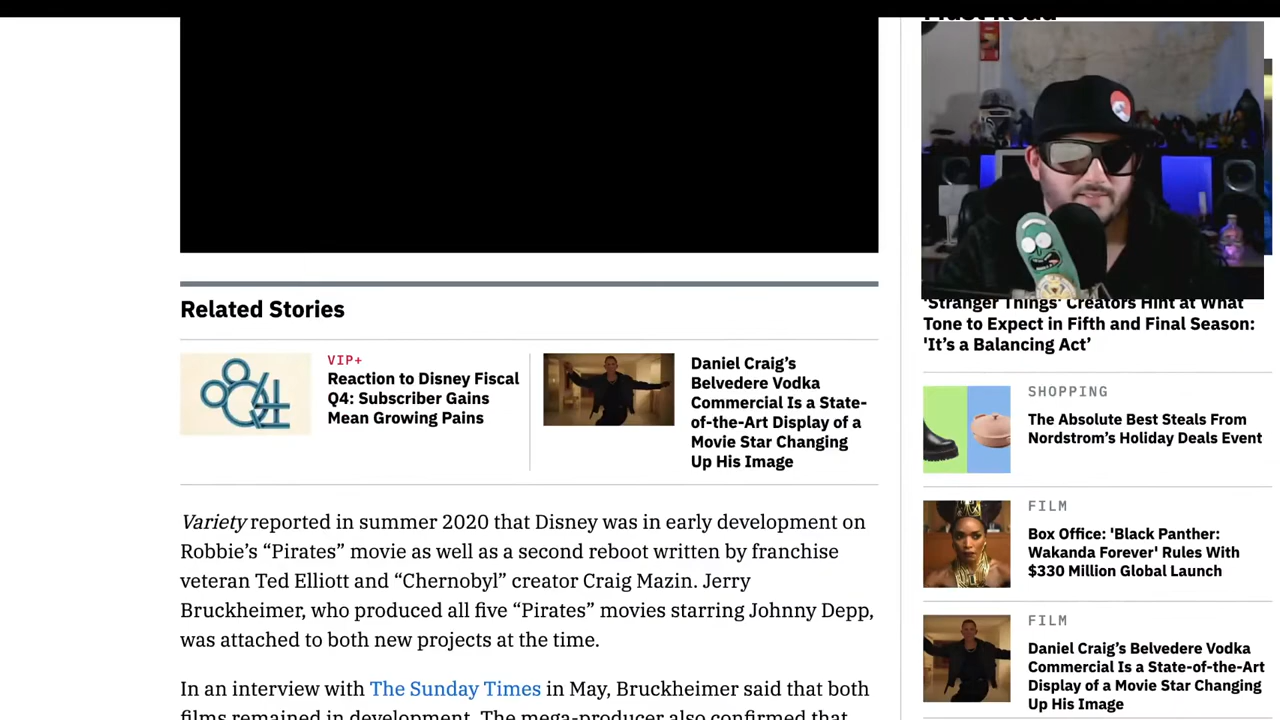 Must Read
Related Stories
VIP+
Reaction to Disney Fiscal
Q4: Subscriber Gains
Mean Growing Pains
Daniel Craig’s
Belvedere Vodka
Commercial Is a State-
of-the-Art Display of a
Movie Star Changing
Up His Image
Variety reported in summer 2020 that Disney was in early development on
Robbie’s “Pirates” movie as well as a second reboot written by franchise
veteran Ted Elliott and “Chernobyl” creator Craig Mazin. Jerry
Bruckheimer, who produced all five “Pirates” movies starring Johnny Depp,
was attached to both new projects at the time.
In an interview with The Sunday Times in May, Bruckheimer said that both
films remained in development. The mega-producer also confirmed that
'Stranger Things' Creators Hint at What
Tone to Expect in Fifth and Final Season:
'It’s a Balancing Act’
SHOPPING
The Absolute Best Steals From
Nordstrom’s Holiday Deals Event
FILM
Box Office: 'Black Panther:
Wakanda Forever' Rules With
$330 Million Global Launch
FILM
Daniel Craig’s Belvedere Vodka
Commercial Is a State-of-the-Art
Display of a Movie Star Changing
Up His Image